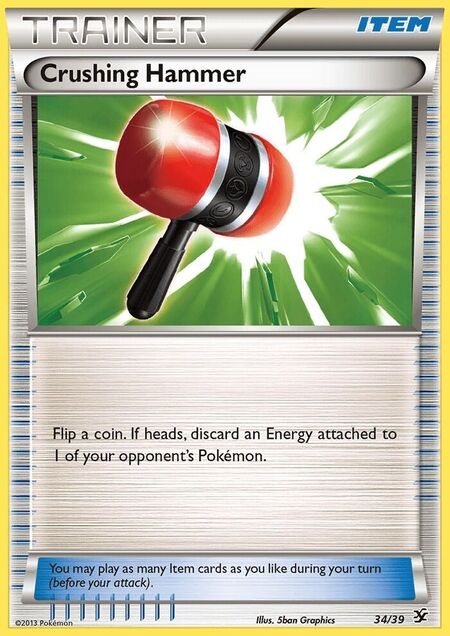 TRAINER
ITEM
Crushing Hammer
Flip a coin. If heads, discard an Energy attached to
1 of your opponent's Pokémon.
You may play as many Item cards as you like during your turn
(before your attack).
©2013 Pokémon
Illus. 5ban Graphics
34/39